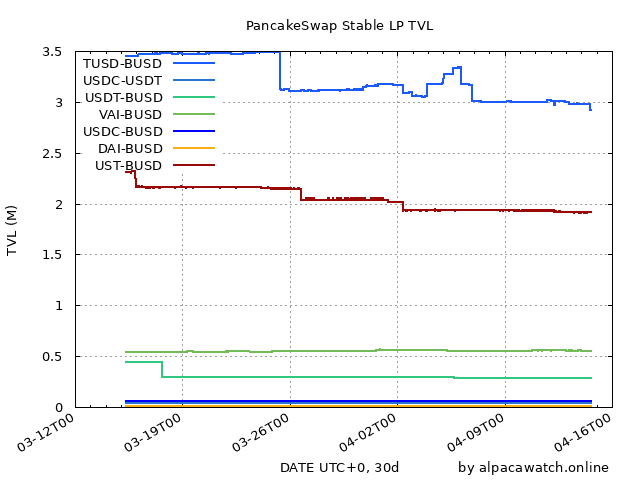 PancakeSwap Stable LP TVL
3.5
3
2.5
2
1.5
1
0.5
0
TVL (M)
TUSD-BUSD
USDC-USDT
USDT-BUSD
VAI-BUSD
USDC-BUSD
DAI-BUSD
UST-BUSD
03-12T00
03-19T00
03-26T00
04-02T00
04-09T00
04-16T00
DATE UTC+0, 30d
by alpacawatch.online